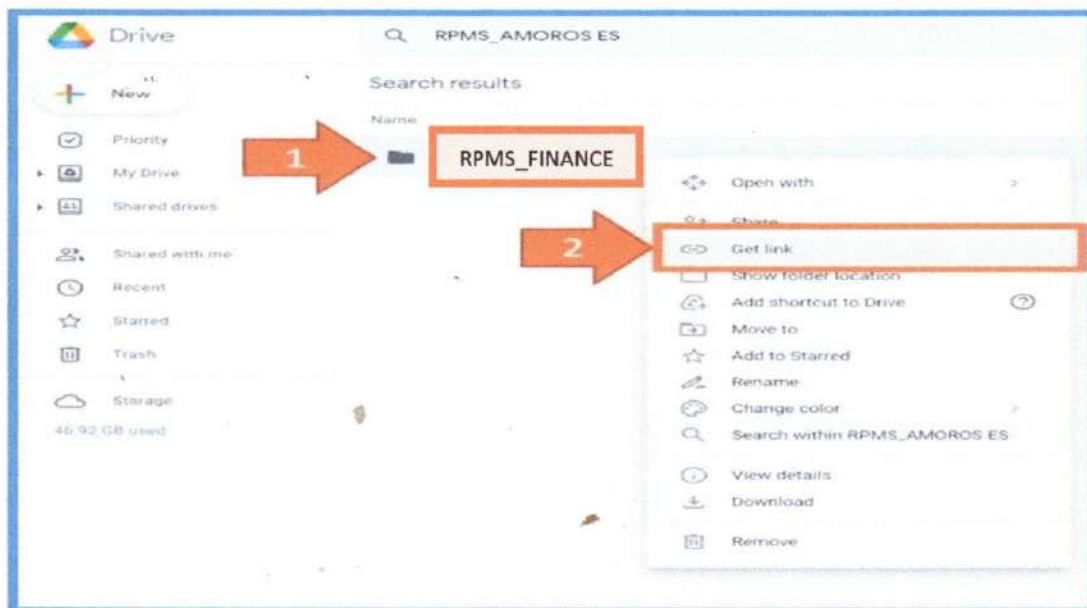 Drive
RPMS_AMOROS ES
New
Search results
Name
Priority
1
RPMS_FINANCE
My Drive
Open with
Shared drives
Share
2
Get link
Shared with me
Show folder location
Recent
Add shortcut to Drive
Starred
Move to
Trash
Add to Starred
Rename
Storage
Change color
46.92 GB used
Search within RPMS_AMOROS ES
View details
Download
Remove